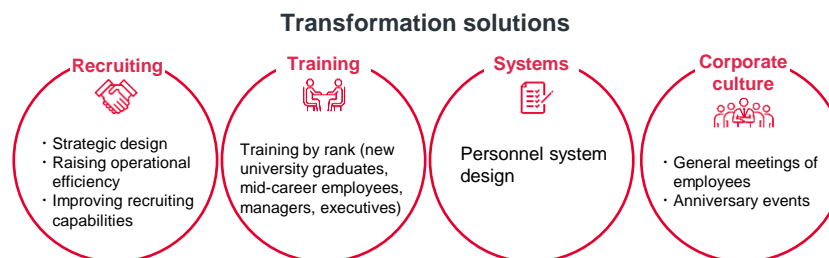 Transformation solutions
Recruiting
・Strategic design
・Raising operational
efficiency
・Improving recruiting
capabilities
Training
Training by rank (new
university graduates,
mid-career employees,
managers, executives)
Systems
Personnel system
design
Corporate
culture
・General meetings of
employees
・Anniversary events